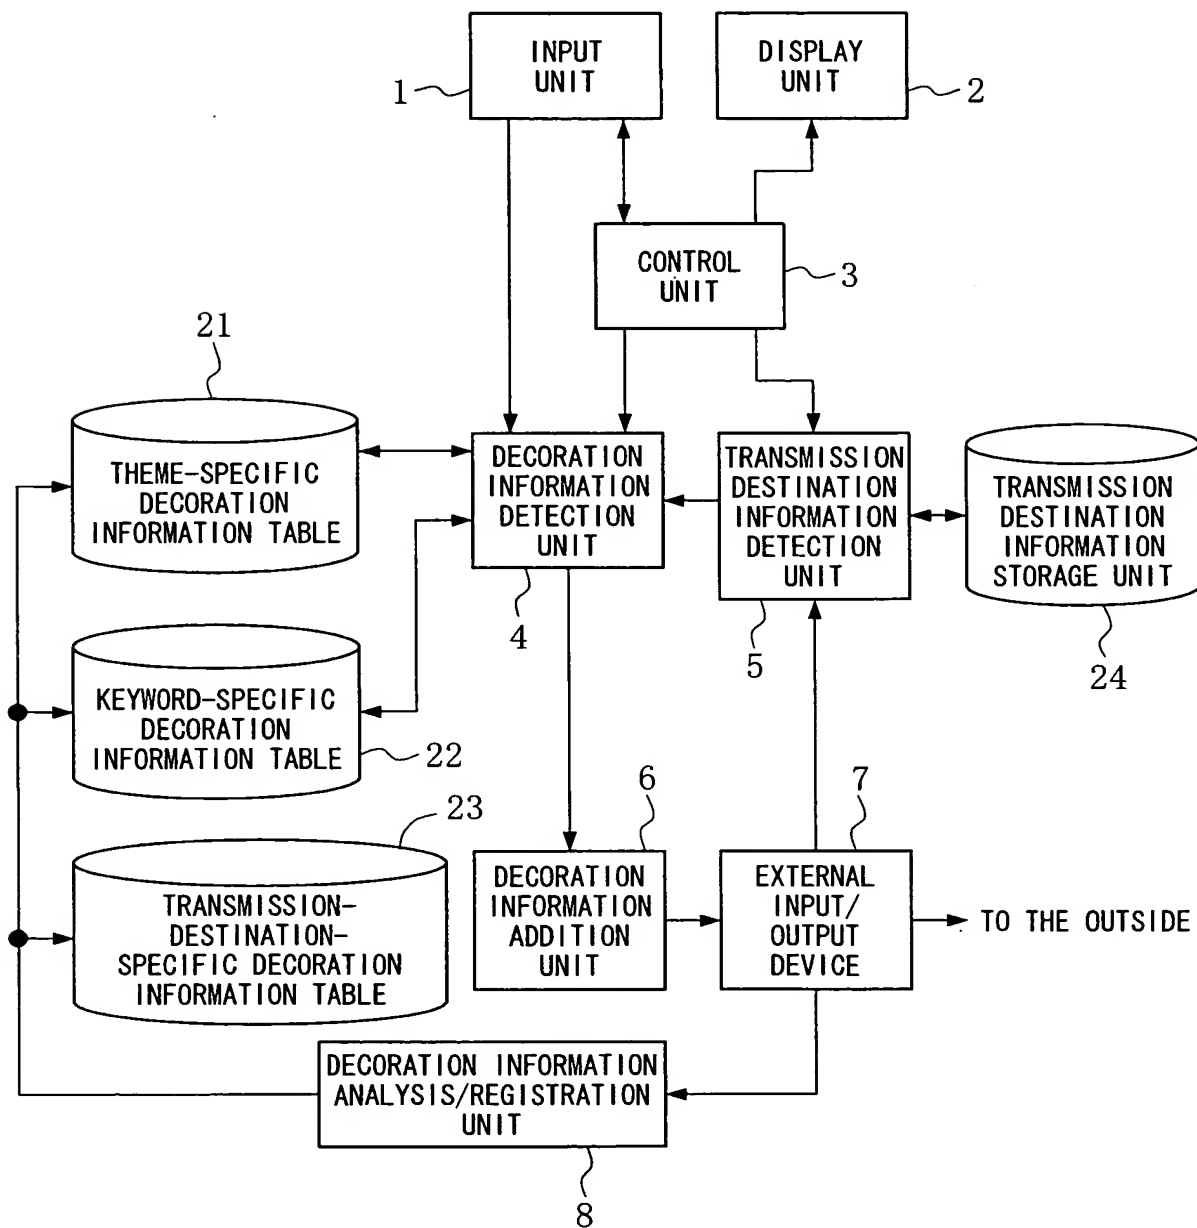 INPUT
UNIT
1
DISPLAY
UNIT
2
CONTROL
UNIT
3
21
THEME-SPECIFIC
DECORATION
INFORMATION TABLE
DECORATION
INFORMATION
DETECTION
UNIT
4
TRANSMISSION
DESTINATION
INFORMATION
DETECTION
UNIT
5
TRANSMISSION
DESTINATION
INFORMATION
STORAGE UNIT
24
KEYWORD-SPECIFIC
DECORATION
INFORMATION TABLE
22
23
TRANSMISSION-
DESTINATION-
SPECIFIC DECORATION
INFORMATION TABLE
6
DECORATION
INFORMATION
ADDITION
UNIT
7
EXTERNAL
INPUT/
OUTPUT
DEVICE
TO THE OUTSIDE
DECORATION INFORMATION
ANALYSIS/REGISTRATION
UNIT
8